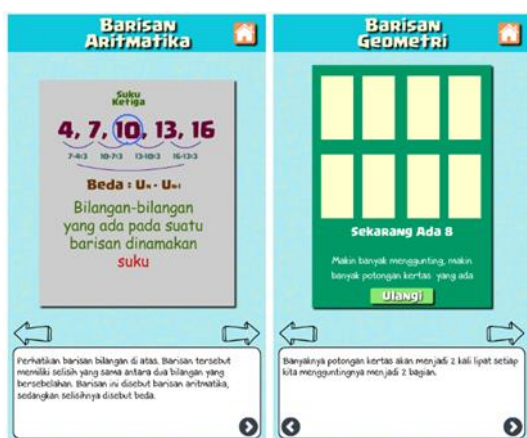 Barisan
Aritmatika
Suku
Ketiga
4, 7, 10, 13, 16
7-4=3 10-7=3 13-10=3 16-13=3
Beda = Uₙ - Uₙ₋₁
Bilangan-bilangan
yang ada pada suatu
barisan dinamakan
suku
Perhatikan barisan bilangan di atas. Barisan tersebut
memiliki selisih yang sama antara dua bilangan yang
bersebelahan. Barisan ini disebut barisan aritmatika,
sedangkan selisihnya disebut beda.
Barisan
Geometri
Sekarang Ada 8
Makin banyak menggunting, makin
banyak potongan kertas yang ada
Ulangi
Banyaknya potongan kertas akan menjadi 2 kali lipat setiap
kita mengguntingnya menjadi 2 bagian.